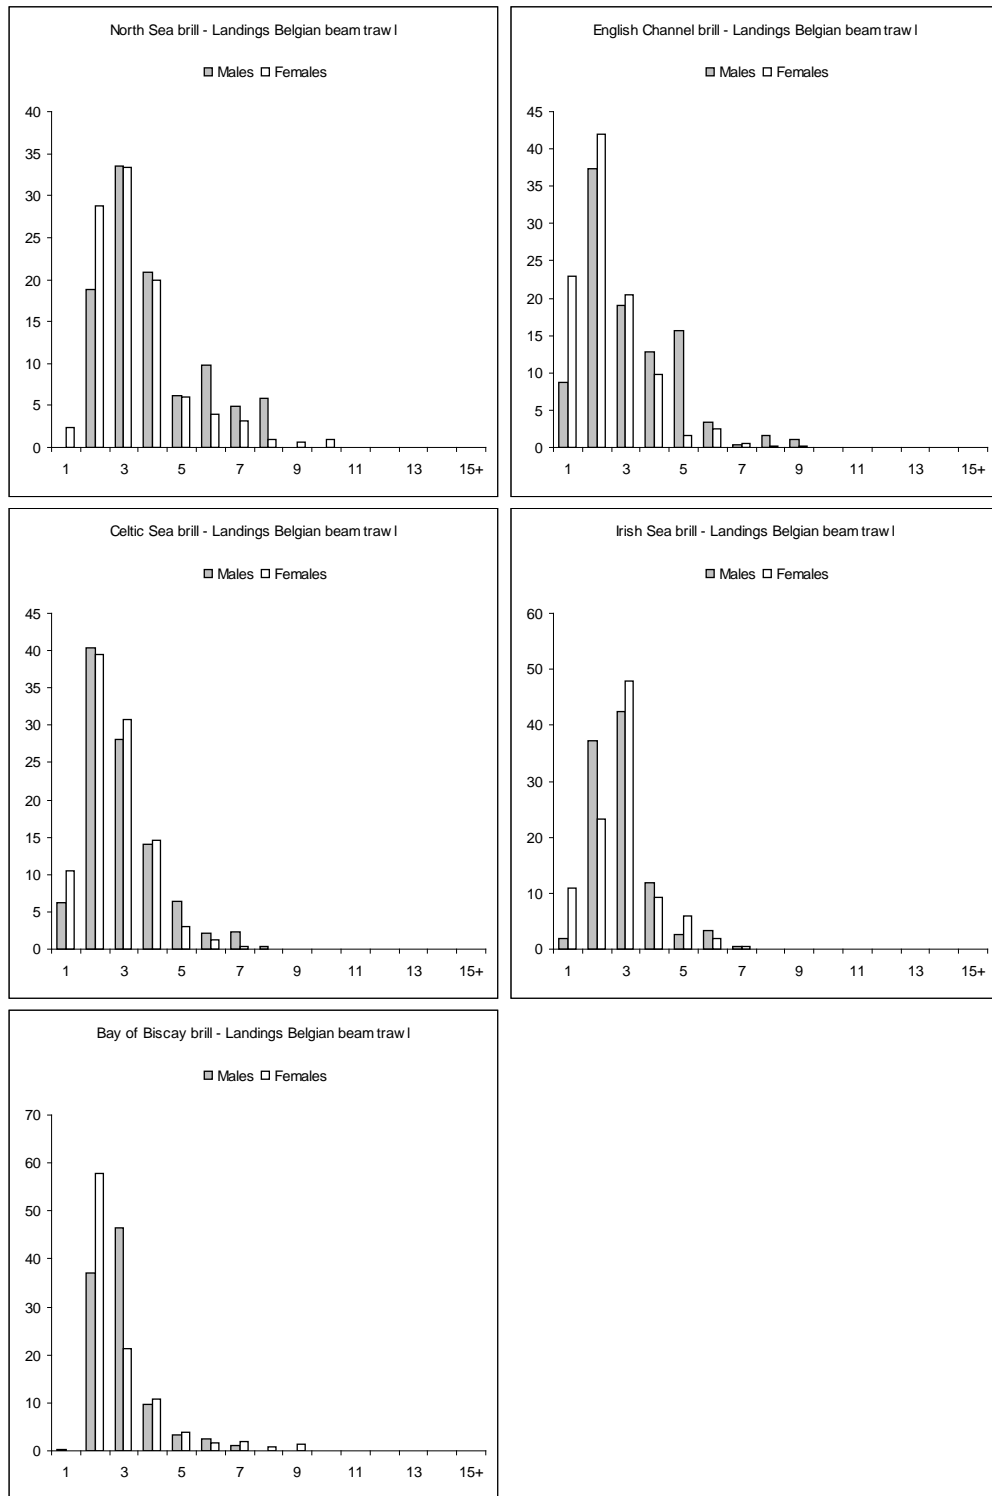 North Sea brill - Landings Belgian beam trawl
Males Females
40
35
30
25
20
15
10
5
0
1 3 5 7 9 11 13 15+
English Channel brill - Landings Belgian beam trawl
Males Females
45
40
35
30
25
20
15
10
5
0
1 3 5 7 9 11 13 15+
Celtic Sea brill - Landings Belgian beam trawl
Males Females
45
40
35
30
25
20
15
10
5
0
1 3 5 7 9 11 13 15+
Irish Sea brill - Landings Belgian beam trawl
Males Females
60
50
40
30
20
10
0
1 3 5 7 9 11 13 15+
Bay of Biscay brill - Landings Belgian beam trawl
Males Females
70
60
50
40
30
20
10
0
1 3 5 7 9 11 13 15+